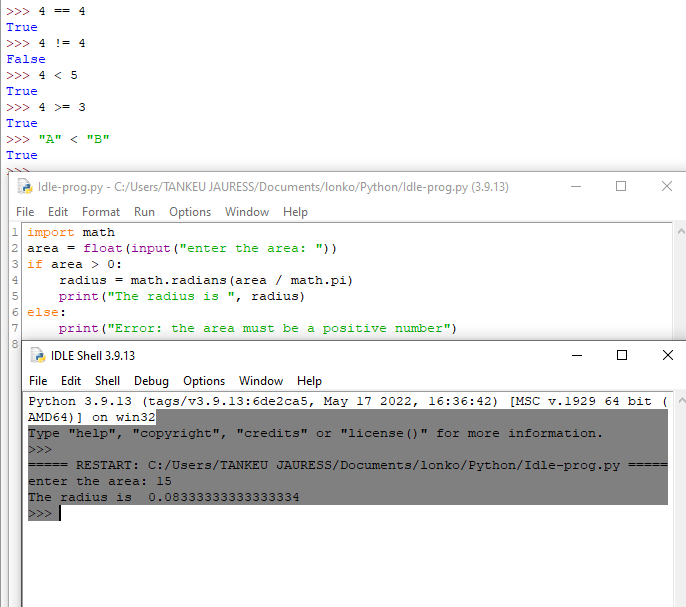 >>> 4 == 4
True
>>> 4 != 4
False
>>> 4 < 5
True
>>> 4 >= 3
True
>>> "A" < "B"
True
>>>
Idle-prog.py - C:/Users/TANKEU JAURESS/Documents/lonko/Python/Idle-prog.py (3.9.13)
File Edit Format Run Options Window Help
1 import math
2 area = float(input("enter the area: "))
3 if area > 0:
4     radius = math.radians(area / math.pi)
5     print("The radius is ", radius)
6 else:
7     print("Error: the area must be a positive number")
8
IDLE Shell 3.9.13
File Edit Shell Debug Options Window Help
Python 3.9.13 (tags/v3.9.13:6de2ca5, May 17 2022, 16:36:42) [MSC v.1929 64 bit (
AMD64)] on win32
Type "help", "copyright", "credits" or "license()" for more information.
>>>
===== RESTART: C:/Users/TANKEU JAURESS/Documents/lonko/Python/Idle-prog.py =====
enter the area: 15
The radius is  0.08333333333333334
>>>